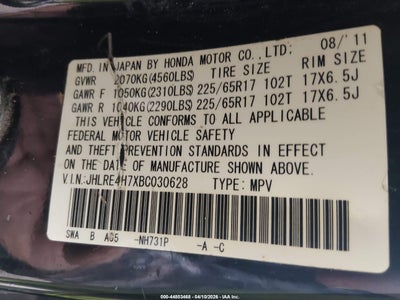 MFD. IN JAPAN BY HONDA MOTOR CO., LTD: 08/'11
GVWR 2070KG(4560LBS) TIRE SIZE RIM SIZE
GAWR F 1050KG(2310LBS) 225/65R17 102T 17X6.5J
GAWR R 1040KG(2290LBS) 225/65R17 102T 17X6.5J
THIS VEHICLE CONFORMS TO ALL APPLICABLE
FEDERAL MOTOR VEHICLE SAFETY
AND THEFT PREVENTION STANDARDS IN EFFECT ON
THE DATE OF MANUFACTURE SHOWN ABOVE.
V.I.N:JHLRE4H7XBC030628 TYPE: MPV
SWA B A05 -NH731P -A -C
000-44853468 - 04/10/2026 - IAA, Inc.